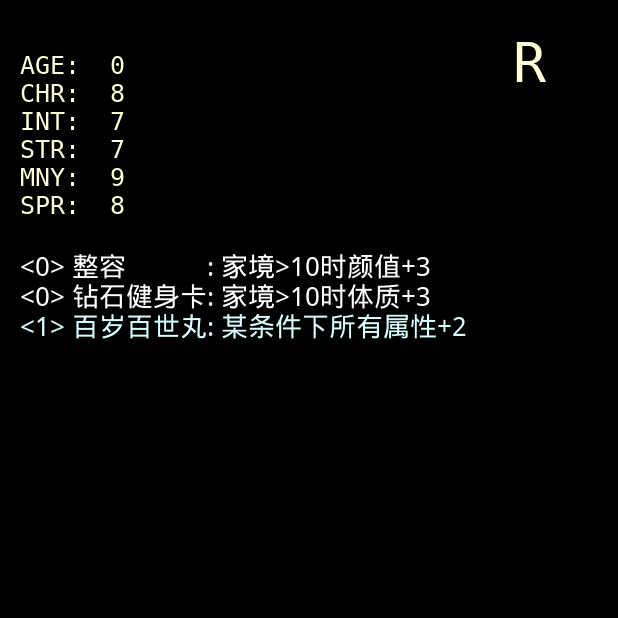 R
AGE: 0
CHR: 8
INT: 7
STR: 7
MNY: 9
SPR: 8
<0> 整容 : 家境>10时颜值+3
<0> 钻石健身卡: 家境>10时体质+3
<1> 百岁百世丸: 某条件下所有属性+2